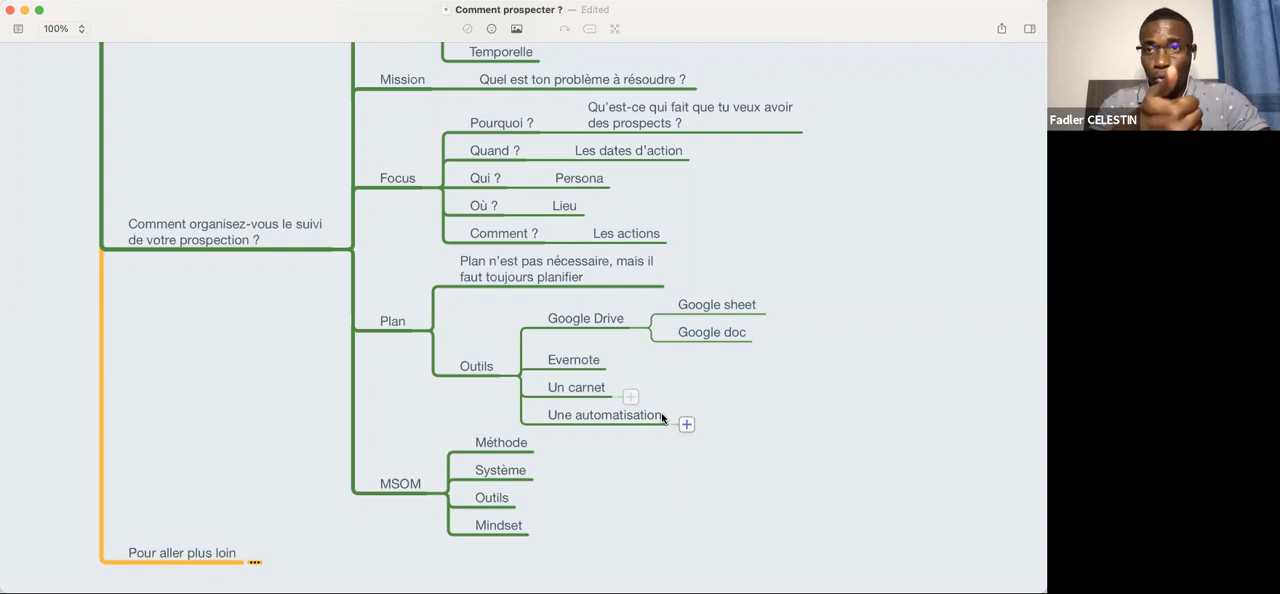 Comment prospecter ? — Edited
100%
Temporelle
Mission
Quel est ton problème à résoudre ?
Qu'est-ce qui fait que tu veux avoir
des prospects ?
Pourquoi ?
Quand ?
Les dates d'action
Focus
Qui ?
Persona
Où ?
Lieu
Comment ?
Les actions
Comment organisez-vous le suivi
de votre prospection ?
Plan n'est pas nécessaire, mais il
faut toujours planifier
Plan
Google Drive
Google sheet
Google doc
Outils
Evernote
Un carnet
Une automatisation
MSOM
Méthode
Système
Outils
Mindset
Pour aller plus loin
Fadler CELESTIN